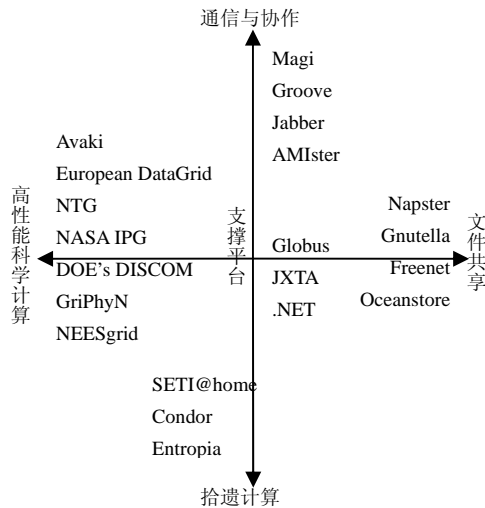 通信与协作
Magi
Groove
Jabber
AMIster
Avaki
European DataGrid
NTG
NASA IPG
DOE's DISCOM
GriPhyN
NEESgrid
高性能科学计算
支撑平台
Globus
JXTA
.NET
Napster
Gnutella
Freenet
Oceanstore
文件共享
SETI@home
Condor
Entropia
拾遗计算